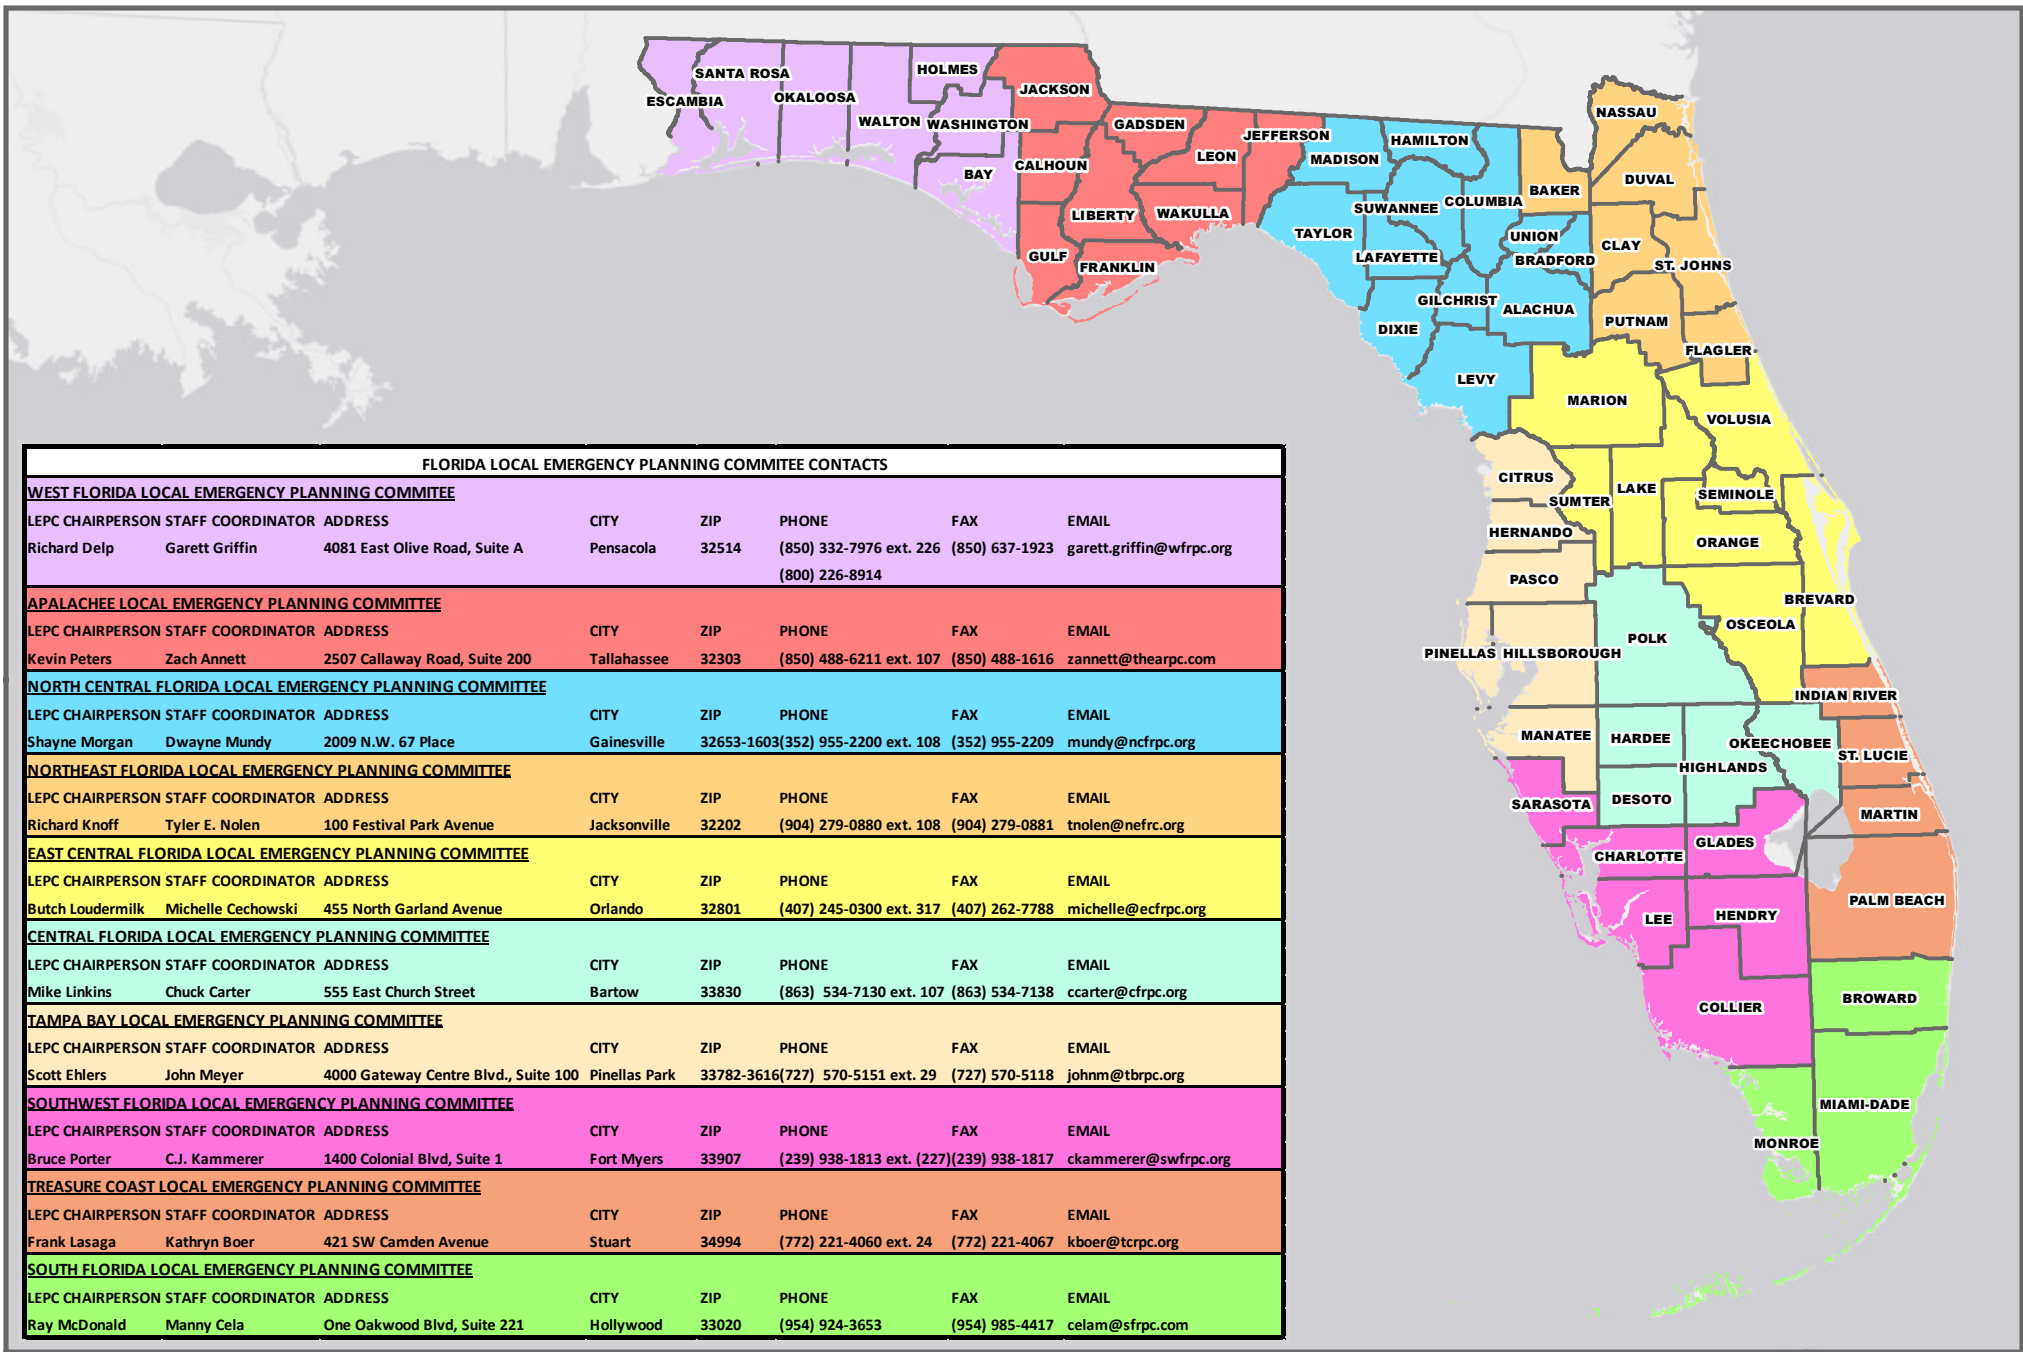 SANTA ROSA
HOLMES
ESCAMBIA
OKALOOSA
WALTON
WASHINGTON
BAY
JACKSON
GADSDEN
CALHOUN
LEON
JEFFERSON
LIBERTY
WAKULLA
GULF
FRANKLIN
MADISON
HAMILTON
TAYLOR
SUWANNEE
COLUMBIA
LAFAYETTE
UNION
BRADFORD
GILCHRIST
ALACHUA
DIXIE
LEVY
NASSAU
DUVAL
BAKER
CLAY
ST. JOHNS
PUTNAM
FLAGLER
MARION
VOLUSIA
CITRUS
SUMTER
LAKE
SEMINOLE
HERNANDO
ORANGE
PASCO
BREVARD
OSCEOLA
POLK
PINELLAS
HILLSBOROUGH
INDIAN RIVER
MANATEE
HARDEE
OKEECHOBEE
HIGHLANDS
ST. LUCIE
SARASOTA
DESOTO
MARTIN
CHARLOTTE
GLADES
LEE
HENDRY
PALM BEACH
COLLIER
BROWARD
MIAMI-DADE
MONROE
FLORIDA LOCAL EMERGENCY PLANNING COMMITEE CONTACTS
WEST FLORIDA LOCAL EMERGENCY PLANNING COMMITEE
LEPC CHAIRPERSON STAFF COORDINATOR ADDRESS CITY ZIP PHONE FAX EMAIL
Richard Delp Garett Griffin 4081 East Olive Road, Suite A Pensacola 32514 (850) 332-7976 ext. 226 (850) 637-1923 garett.griffin@wfrpc.org
(800) 226-8914
APALACHEE LOCAL EMERGENCY PLANNING COMMITTEE
LEPC CHAIRPERSON STAFF COORDINATOR ADDRESS CITY ZIP PHONE FAX EMAIL
Kevin Peters Zach Annett 2507 Callaway Road, Suite 200 Tallahassee 32303 (850) 488-6211 ext. 107 (850) 488-1616 zannett@thearpc.com
NORTH CENTRAL FLORIDA LOCAL EMERGENCY PLANNING COMMITTEE
LEPC CHAIRPERSON STAFF COORDINATOR ADDRESS CITY ZIP PHONE FAX EMAIL
Shayne Morgan Dwayne Mundy 2009 N.W. 67 Place Gainesville 32653-1603(352) 955-2200 ext. 108 (352) 955-2209 mundy@ncfrpc.org
NORTHEAST FLORIDA LOCAL EMERGENCY PLANNING COMMITTEE
LEPC CHAIRPERSON STAFF COORDINATOR ADDRESS CITY ZIP PHONE FAX EMAIL
Richard Knoff Tyler E. Nolen 100 Festival Park Avenue Jacksonville 32202 (904) 279-0880 ext. 108 (904) 279-0881 tnolen@nefrc.org
EAST CENTRAL FLORIDA LOCAL EMERGENCY PLANNING COMMITTEE
LEPC CHAIRPERSON STAFF COORDINATOR ADDRESS CITY ZIP PHONE FAX EMAIL
Butch Loudermilk Michelle Cechowski 455 North Garland Avenue Orlando 32801 (407) 245-0300 ext. 317 (407) 262-7788 michelle@ecfrpc.org
CENTRAL FLORIDA LOCAL EMERGENCY PLANNING COMMITTEE
LEPC CHAIRPERSON STAFF COORDINATOR ADDRESS CITY ZIP PHONE FAX EMAIL
Mike Linkins Chuck Carter 555 East Church Street Bartow 33830 (863) 534-7130 ext. 107 (863) 534-7138 ccarter@cfrpc.org
TAMPA BAY LOCAL EMERGENCY PLANNING COMMITTEE
LEPC CHAIRPERSON STAFF COORDINATOR ADDRESS CITY ZIP PHONE FAX EMAIL
Scott Ehlers John Meyer 4000 Gateway Centre Blvd., Suite 100 Pinellas Park 33782-3616(727) 570-5151 ext. 29 (727) 570-5118 johnm@tbrpc.org
SOUTHWEST FLORIDA LOCAL EMERGENCY PLANNING COMMITTEE
LEPC CHAIRPERSON STAFF COORDINATOR ADDRESS CITY ZIP PHONE FAX EMAIL
Bruce Porter C.J. Kammerer 1400 Colonial Blvd, Suite 1 Fort Myers 33907 (239) 938-1813 ext. (227)(239) 938-1817 ckammerer@swfrpc.org
TREASURE COAST LOCAL EMERGENCY PLANNING COMMITTEE
LEPC CHAIRPERSON STAFF COORDINATOR ADDRESS CITY ZIP PHONE FAX EMAIL
Frank Lasaga Kathryn Boer 421 SW Camden Avenue Stuart 34994 (772) 221-4060 ext. 24 (772) 221-4067 kboer@tcrpc.org
SOUTH FLORIDA LOCAL EMERGENCY PLANNING COMMITTEE
LEPC CHAIRPERSON STAFF COORDINATOR ADDRESS CITY ZIP PHONE FAX EMAIL
Ray McDonald Manny Cela One Oakwood Blvd, Suite 221 Hollywood 33020 (954) 924-3653 (954) 985-4417 celam@sfrpc.com